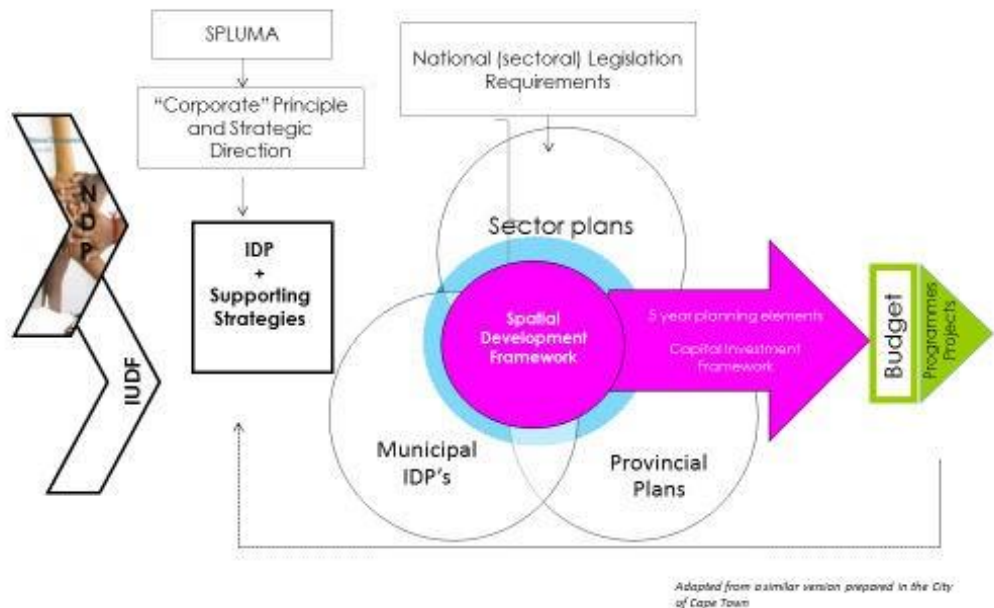 SPLUMA
"Corporate" Principle
and Strategic
Direction
National (sectoral) Legislation
Requirements
NDP
IUDF
IDP
+
Supporting
Strategies
Sector plans
Spatial
Development
Framework
5 year planning elements
Capital Investment
Framework
Municipal
IDP's
Provincial
Plans
Budget
Programmes
Projects
Adapted from a similar version prepared in the City
of Cape Town